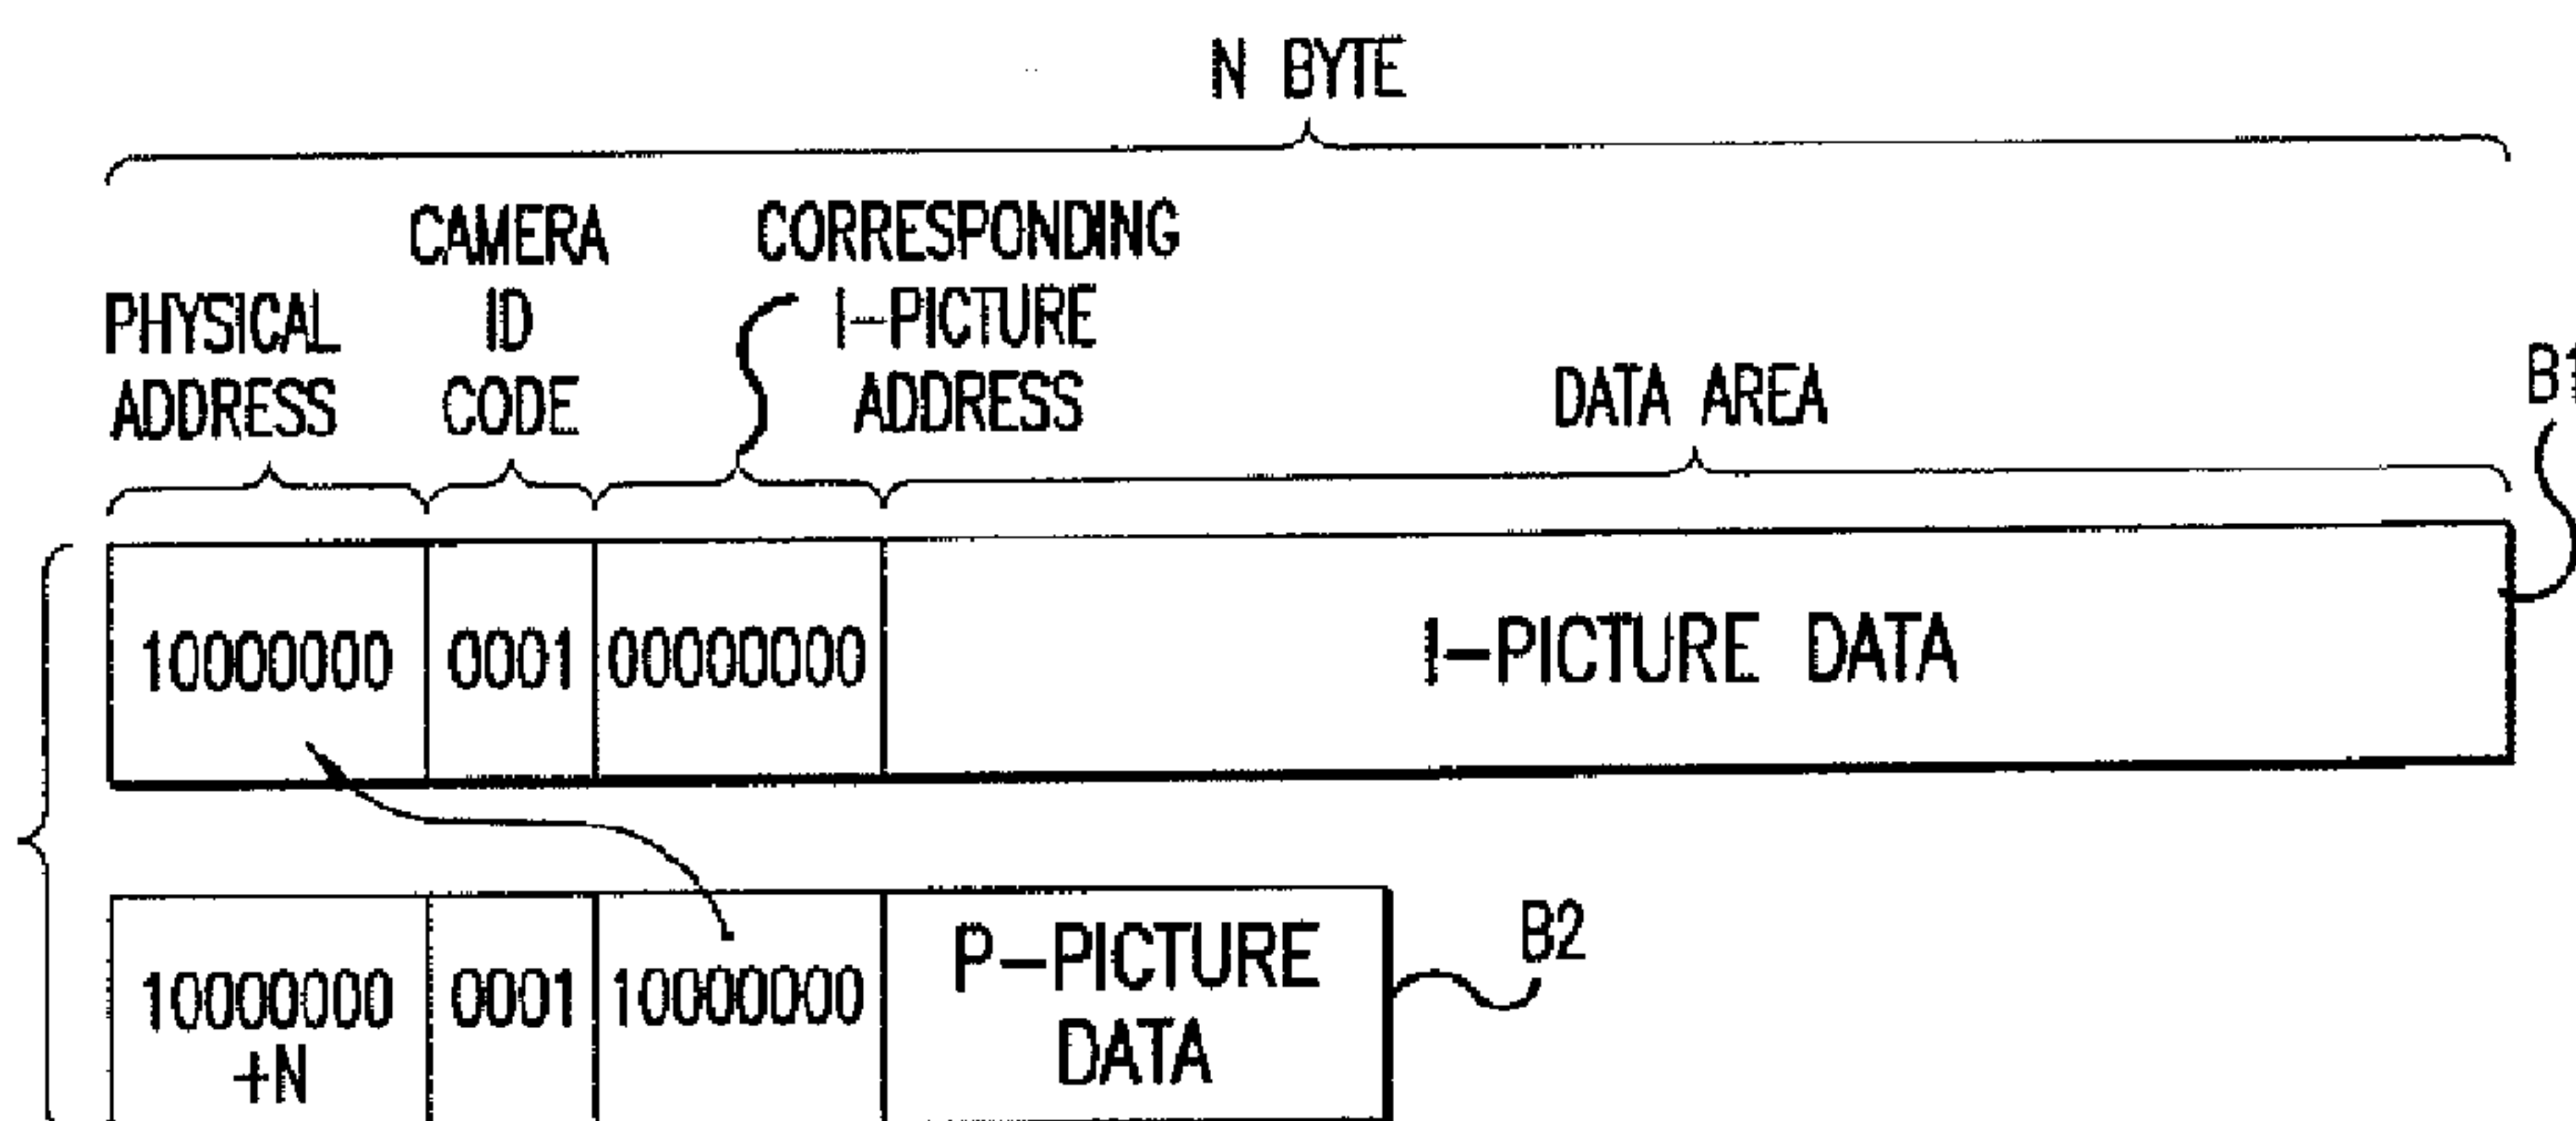 N BYTE
PHYSICAL
ADDRESS
CAMERA
ID
CODE
CORRESPONDING
I-PICTURE
ADDRESS
DATA AREA
B1
10000000 0001 00000000 I-PICTURE DATA
10000000
+N
0001 10000000
P-PICTURE
DATA
B2